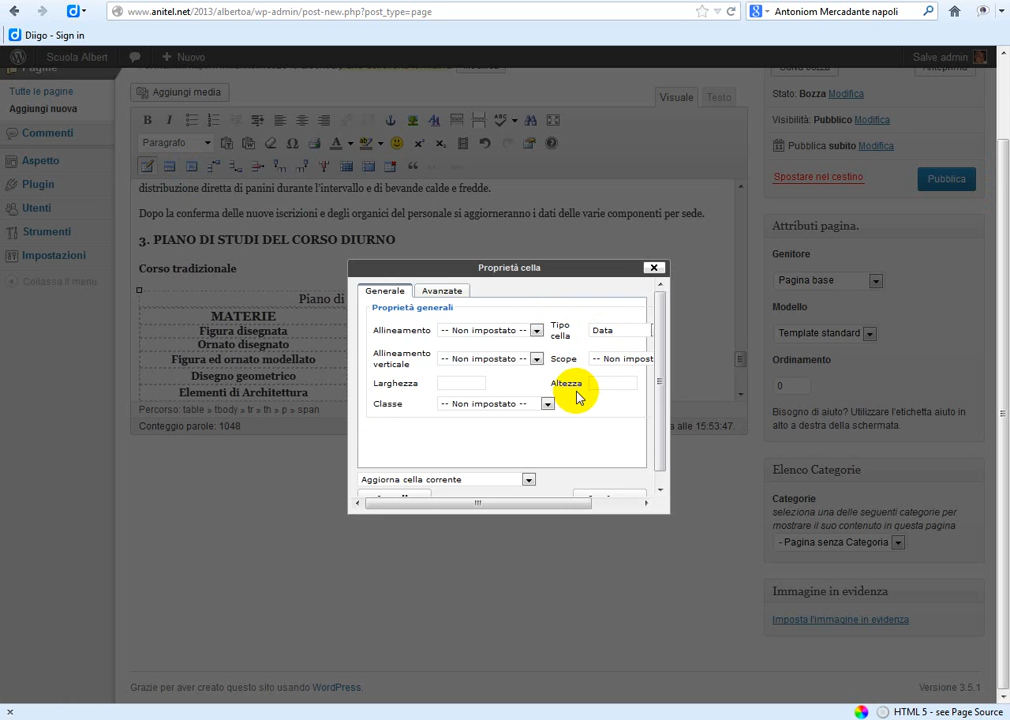 www.anitel.net/2013/albertoa/wp-admin/post-new.php?post_type=page
Antoniom Mercadante napoli
Diigo - Sign in
Scuola Albert
Nuovo
Salve admin
Pagine
Tutte le pagine
Aggiungi nuova
Commenti
Aspetto
Plugin
Utenti
Strumenti
Impostazioni
Collassa il menu
Aggiungi media
Visuale
Testo
Paragrafo
distribuzione diretta di panini durante l'intervallo e di bevande calde e fredde.
Dopo la conferma delle nuove iscrizioni e degli organici del personale si aggiorneranno i dati delle varie componenti per sede.
3. PIANO DI STUDI DEL CORSO DIURNO
Corso tradizionale
Piano di
MATERIE
Figura disegnata
Ornato disegnato
Figura ed ornato modellato
Disegno geometrico
Elementi di Architettura
Percorso: table » tbody » tr » th » p » span
Conteggio parole: 1048
alle 15:53:47.
Proprietà cella
Generale
Avanzate
Proprietà generali
Allineamento
-- Non impostato --
Tipo cella
Data
Allineamento verticale
-- Non impostato --
Scope
-- Non impost
Larghezza
Altezza
Classe
-- Non impostato --
Aggiorna cella corrente
Salva bozza
Anteprima
Stato: Bozza Modifica
Visibilità: Pubblico Modifica
Pubblica subito Modifica
Spostare nel cestino
Pubblica
Attributi pagina.
Genitore
Pagina base
Modello
Template standard
Ordinamento
0
Bisogno di aiuto? Utilizzare l'etichetta aiuto in
alto a destra della schermata.
Elenco Categorie
Categorie
seleziona una delle seguenti categorie per
mostrare il suo contenuto in questa pagina
- Pagina senza Categoria
Immagine in evidenza
Imposta l'immagine in evidenza
Grazie per aver creato questo sito usando WordPress.
Versione 3.5.1
HTML 5 - see Page Source